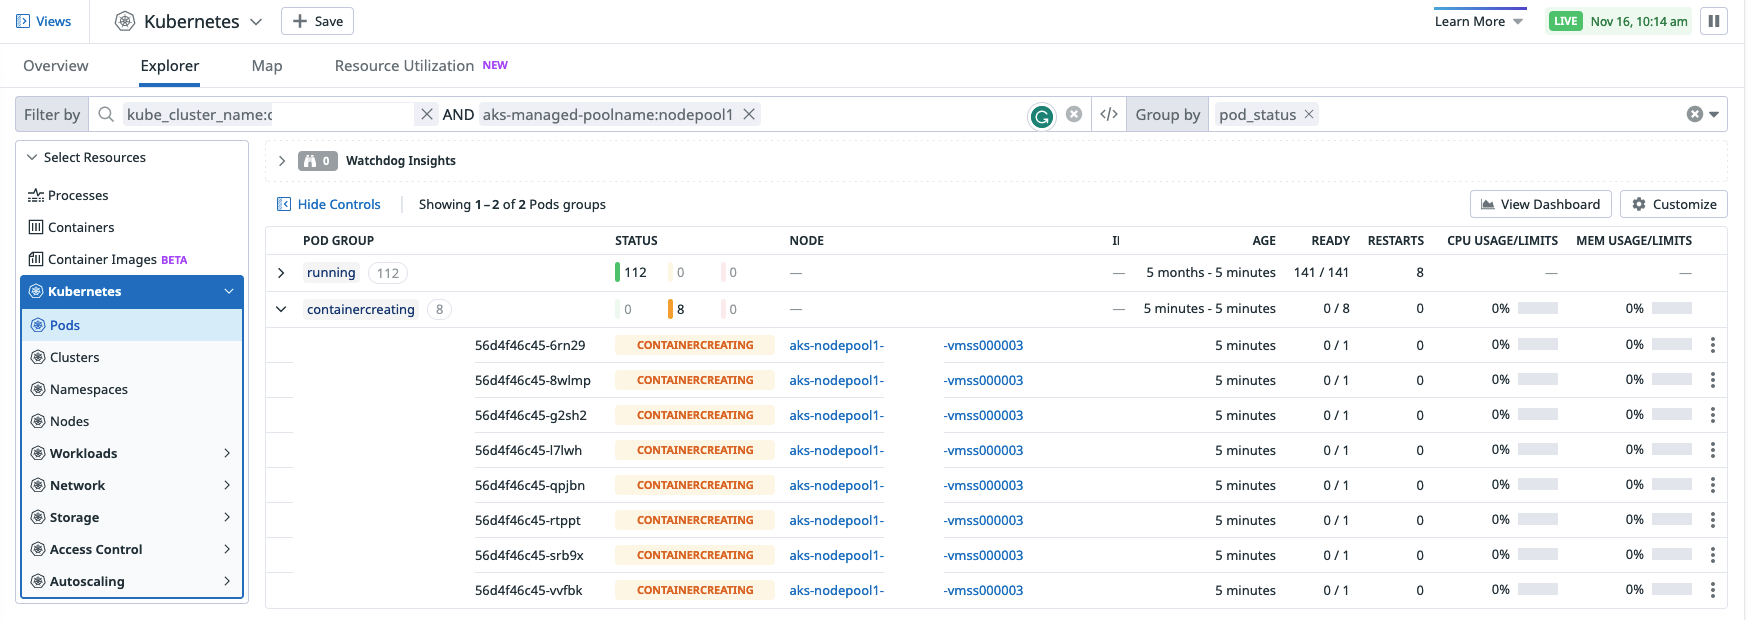 Views Kubernetes + Save Learn More LIVE Nov 16, 10:14 am
Overview Explorer Map Resource Utilization NEW
Filter by kube_cluster_name: AND aks-managed-poolname:nodepool1 </> Group by pod_status
Select Resources
Processes
Containers
Container Images BETA
Kubernetes
Pods
Clusters
Namespaces
Nodes
Workloads
Network
Storage
Access Control
Autoscaling
0 Watchdog Insights
Hide Controls Showing 1–2 of 2 Pods groups View Dashboard Customize
POD GROUP STATUS NODE AGE READY RESTARTS CPU USAGE/LIMITS MEM USAGE/LIMITS
running 112 112 0 0 — — 5 months - 5 minutes 141 / 141 8 — —
containercreating 8 0 8 0 — — 5 minutes - 5 minutes 0 / 8 0 0% 0%
56d4f46c45-6rn29 CONTAINERCREATING aks-nodepool1- -vmss000003 5 minutes 0 / 1 0 0% 0%
56d4f46c45-8wlmp CONTAINERCREATING aks-nodepool1- -vmss000003 5 minutes 0 / 1 0 0% 0%
56d4f46c45-g2sh2 CONTAINERCREATING aks-nodepool1- -vmss000003 5 minutes 0 / 1 0 0% 0%
56d4f46c45-l7lwh CONTAINERCREATING aks-nodepool1- -vmss000003 5 minutes 0 / 1 0 0% 0%
56d4f46c45-qpjbn CONTAINERCREATING aks-nodepool1- -vmss000003 5 minutes 0 / 1 0 0% 0%
56d4f46c45-rtppt CONTAINERCREATING aks-nodepool1- -vmss000003 5 minutes 0 / 1 0 0% 0%
56d4f46c45-srb9x CONTAINERCREATING aks-nodepool1- -vmss000003 5 minutes 0 / 1 0 0% 0%
56d4f46c45-vvfbk CONTAINERCREATING aks-nodepool1- -vmss000003 5 minutes 0 / 1 0 0% 0%